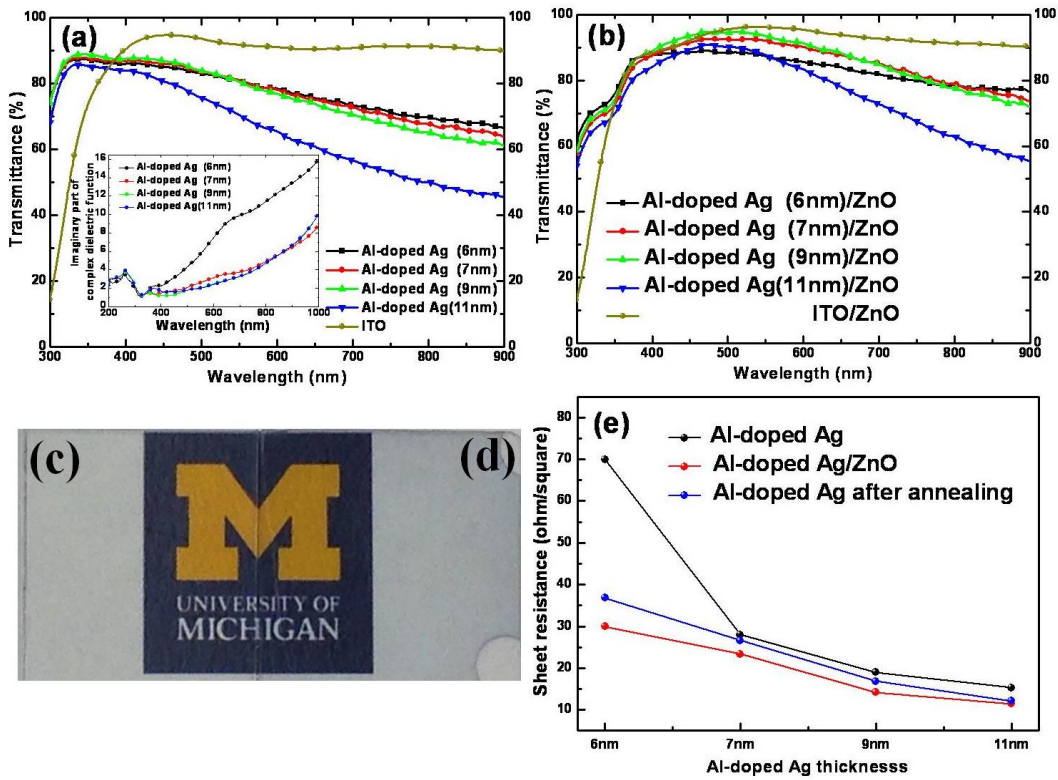 (a)
100
80
60
40
20
0
Transmittance (%)
300 400 500 600 700 800 900
Wavelength (nm)
100
80
60
40
20
0
Al-doped Ag (6nm)
Al-doped Ag (7nm)
Al-doped Ag (9nm)
Al-doped Ag(11nm)
ITO
16
14
12
10
8
6
4
2
0
Imaginary part of
complex dielectric function
Al-doped Ag (6nm)
Al-doped Ag (7nm)
Al-doped Ag (9nm)
Al-doped Ag(11nm)
200 400 600 800 1000
Wavelength (nm)
(b)
100
80
60
40
20
0
Transmittance (%)
Al-doped Ag (6nm)/ZnO
Al-doped Ag (7nm)/ZnO
Al-doped Ag (9nm)/ZnO
Al-doped Ag(11nm)/ZnO
ITO/ZnO
300 400 500 600 700 800 900
Wavelength (nm)
100
80
60
40
20
0
(c)
(d)
M
UNIVERSITY OF
MICHIGAN
(e)
80
70
60
50
40
30
20
10
Sheet resistance (ohm/square)
Al-doped Ag
Al-doped Ag/ZnO
Al-doped Ag after annealing
6nm 7nm 9nm 11nm
Al-doped Ag thicknesss